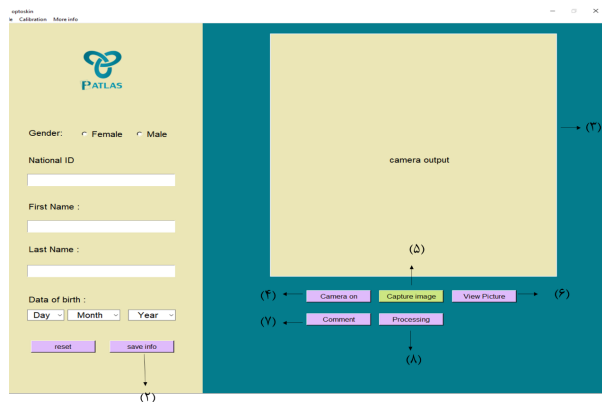 optoskin
e Calibration More info
PATLAS
Gender: Female Male
National ID
First Name :
Last Name :
Data of birth :
Day Month Year
reset save info
(۲)
camera output
(۳)
(۵)
(۴) Camera on Capture image View Picture (۶)
(۷) Comment Processing
(۸)